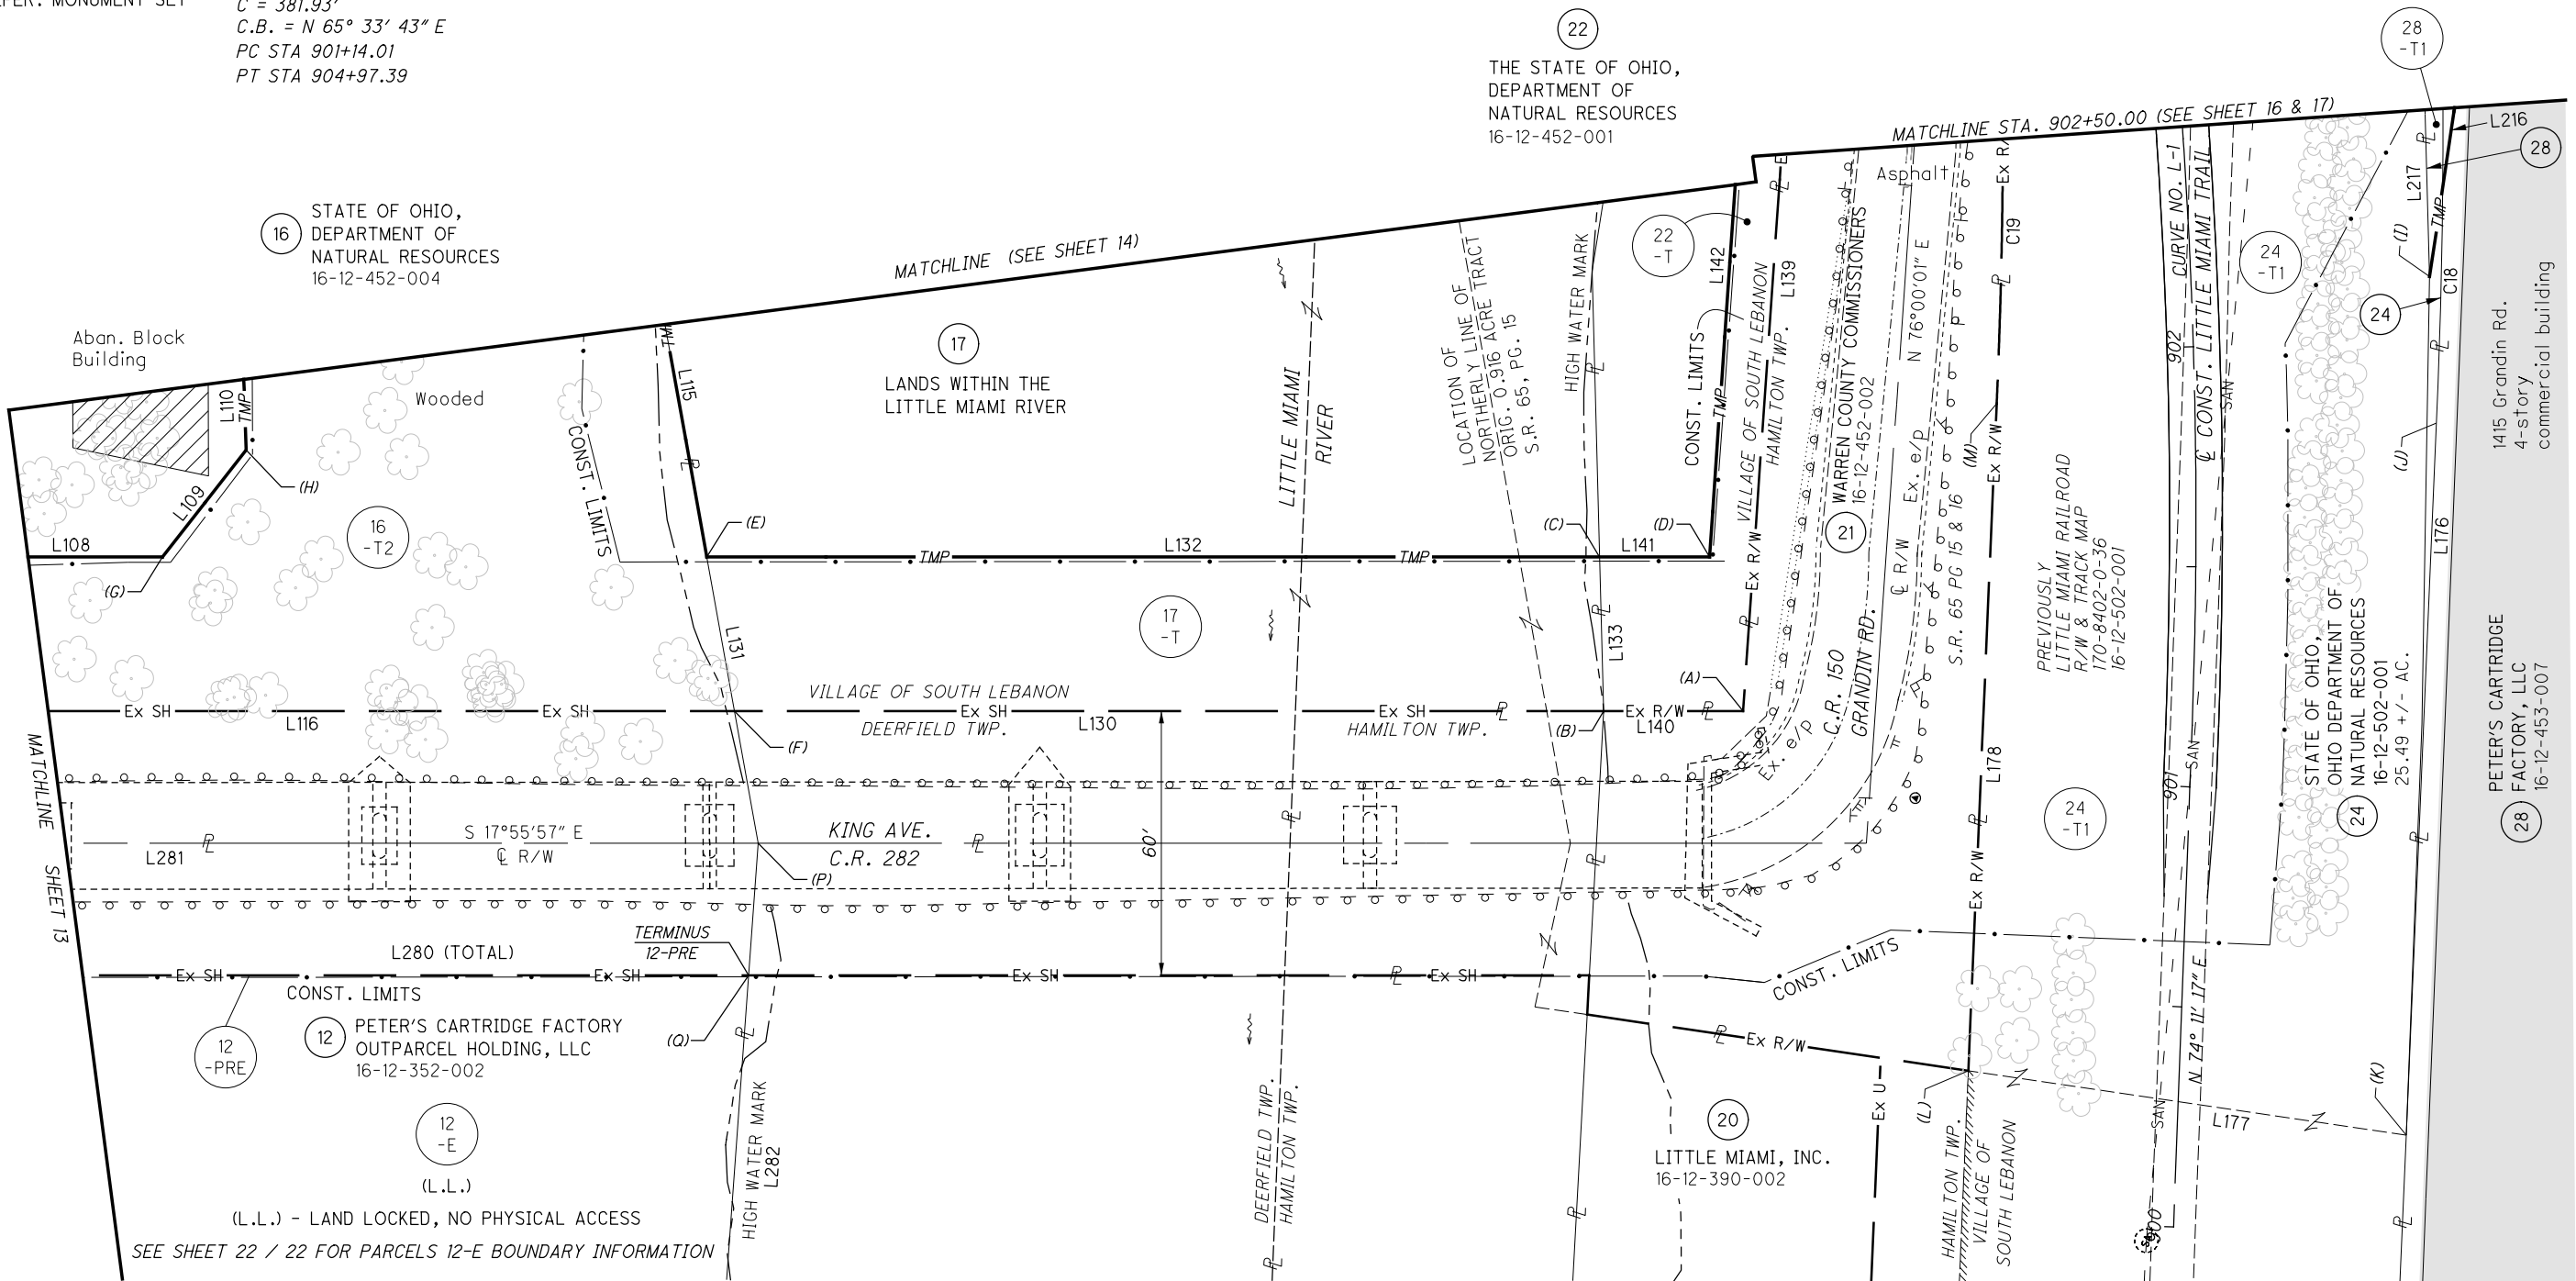 C = 381.93'
C.B. = N 65° 33' 43" E
PC STA 901+14.01
PT STA 904+97.39
22
THE STATE OF OHIO,
DEPARTMENT OF
NATURAL RESOURCES
16-12-452-001
28
-T1
MATCHLINE STA. 902+50.00 (SEE SHEET 16 & 17)
L216
28
L217
TMP
(I)
C18
24
16
STATE OF OHIO,
DEPARTMENT OF
NATURAL RESOURCES
16-12-452-004
MATCHLINE (SEE SHEET 14)
Aban. Block
Building
Wooded
L110
TMP
L109
(H)
L108
(G)
16
-T2
CONST. LIMITS
L115
(E)
17
LANDS WITHIN THE
LITTLE MIAMI RIVER
TMP
L132
TMP
L141
(C)
(D)
LITTLE MIAMI
RIVER
LOCATION OF
NORTHERLY LINE OF
ORIG. 0.916 ACRE TRACT
S.R. 65, PG. 15
HIGH WATER MARK
22
-T
L142
CONST. LIMITS
TMP
Ex R/W
VILLAGE OF SOUTH LEBANON
HAMILTON TWP.
L139
Asphalt
21
WARREN COUNTY COMMISSIONERS
16-12-452-002
N 76°00'01" E
℄ R/W
Ex. e/p
S.R. 65 PG 15 & 16
(M)
Ex R/W
C19
PREVIOUSLY
LITTLE MIAMI RAILROAD
R/W & TRACK MAP
170-8402-0-36
16-12-502-001
902
CURVE NO. L-1
℄ CONST. LITTLE MIAMI TRAIL
SAN
24
-T1
1415 Grandin Rd.
4-story
commercial building
(J)
L176
17
-T
L131
L133
(A)
VILLAGE OF SOUTH LEBANON
DEERFIELD TWP.
HAMILTON TWP.
Ex SH
L116
Ex SH
Ex SH
L130
Ex SH
Ex R/W
L140
(B)
(F)
Ex. e/p
C.R. 150
GRANDIN RD.
L178
901
SAN
24
-T1
24
STATE OF OHIO,
OHIO DEPARTMENT OF
NATURAL RESOURCES
16-12-502-001
25.49 +/- AC.
28
PETER'S CARTRIDGE
FACTORY, LLC
16-12-453-007
MATCHLINE SHEET 13
L281
S 17°55'57" E
℄ R/W
KING AVE.
C.R. 282
60'
(P)
Ex R/W
L280 (TOTAL)
TERMINUS
12-PRE
Ex SH
Ex SH
Ex SH
Ex SH
CONST. LIMITS
CONST. LIMITS
12
-PRE
12
PETER'S CARTRIDGE FACTORY
OUTPARCEL HOLDING, LLC
16-12-352-002
(Q)
Ex R/W
N 74° 11' 17" E
(K)
L177
SAN
12
-E
(L.L.)
(L.L.) - LAND LOCKED, NO PHYSICAL ACCESS
SEE SHEET 22 / 22 FOR PARCELS 12-E BOUNDARY INFORMATION
HIGH WATER MARK
L282
DEERFIELD TWP.
HAMILTON TWP.
20
LITTLE MIAMI, INC.
16-12-390-002
Ex U
(L)
HAMILTON TWP.
VILLAGE OF
SOUTH LEBANON
900